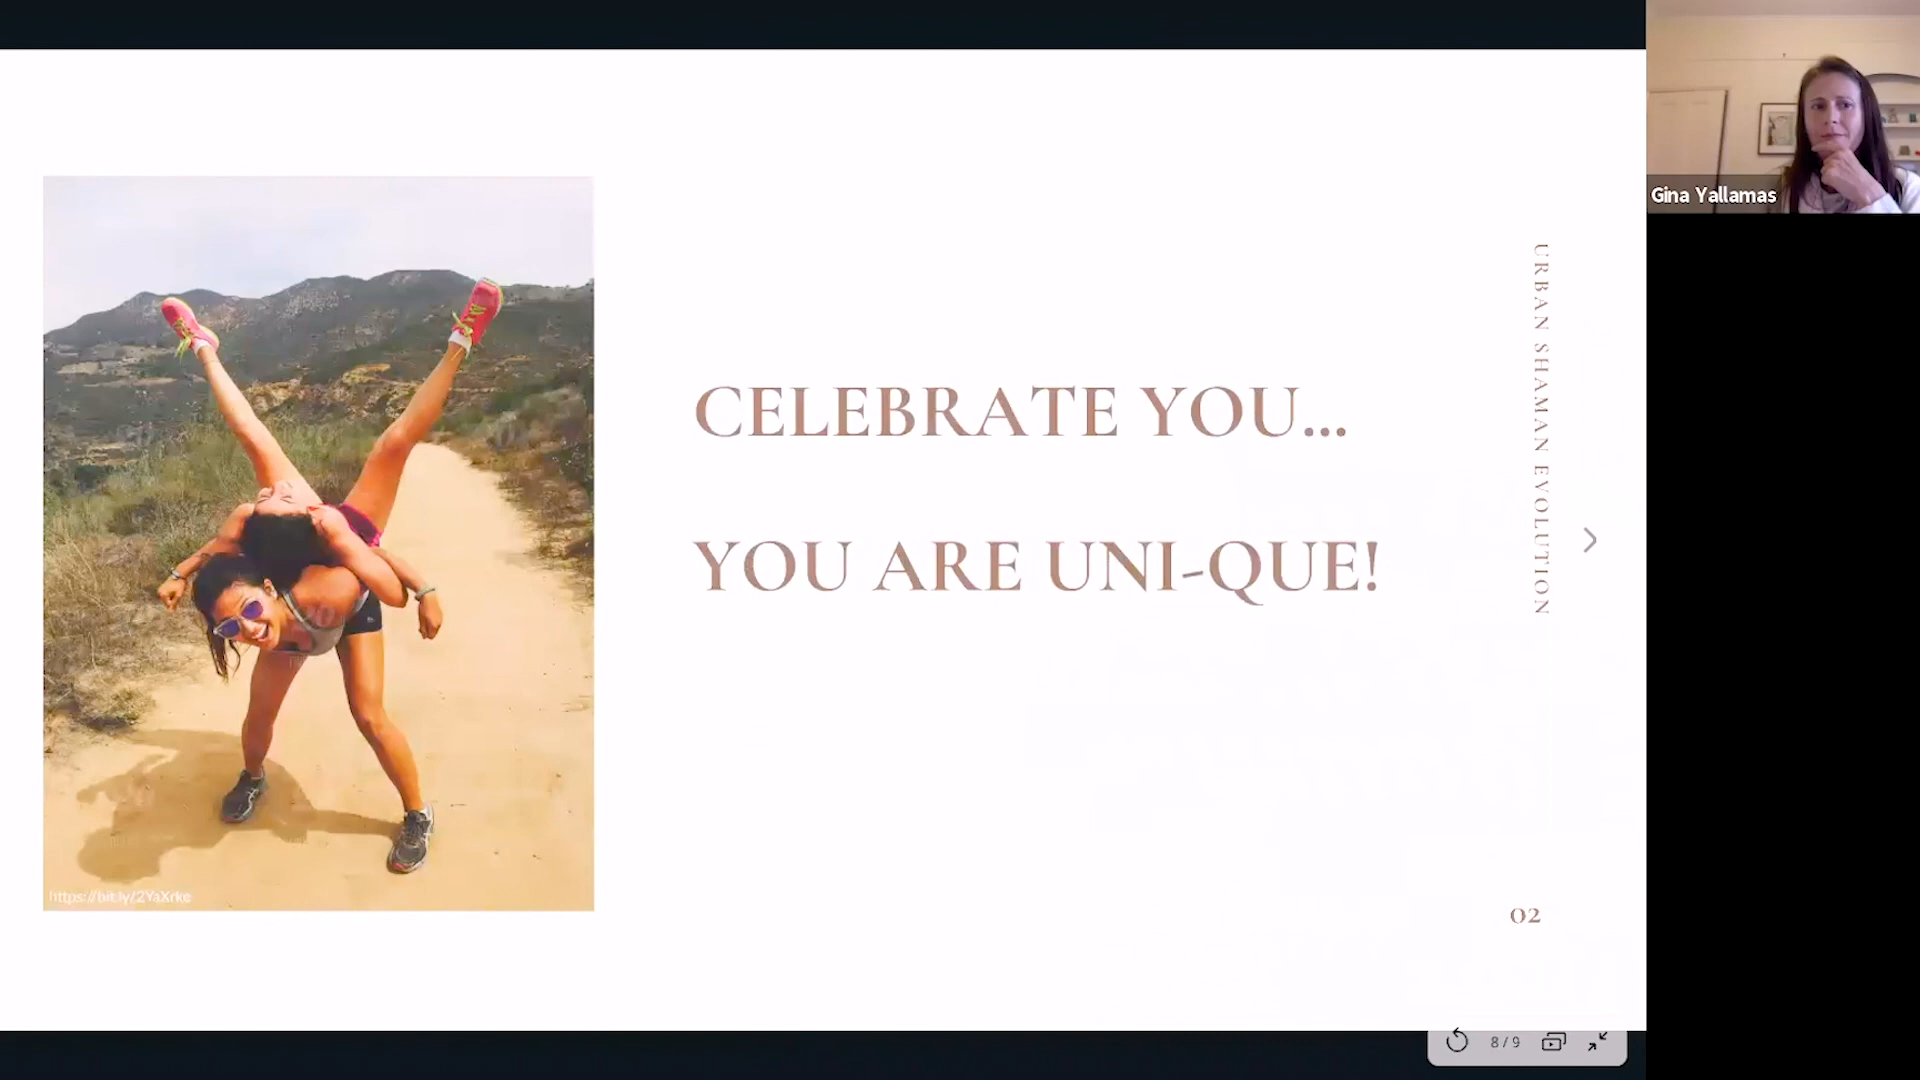 Gina Yallamas
URBAN SHAMAN EVOLUTION
CELEBRATE YOU...
YOU ARE UNI-QUE!
https://bit.ly/2YaXrke
02
8/9